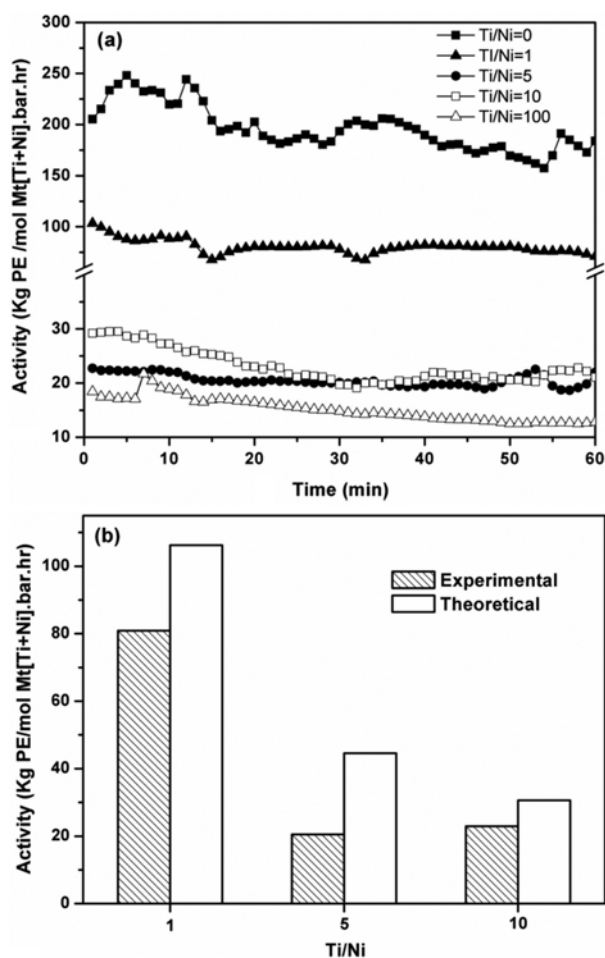 (a)
Ti/Ni=0
TI/Ni=1
Ti/Ni=5
Ti/Ni=10
Ti/Ni=100
Activity (Kg PE /mol Mt[Ti+Ni].bar.hr)
300
250
200
150
100
30
20
10
0 10 20 30 40 50 60
Time (min)
(b)
Experimental
Theoretical
Activity (Kg PE/mol Mt[Ti+Ni].bar.hr)
100
80
60
40
20
0
1 5 10
Ti/Ni